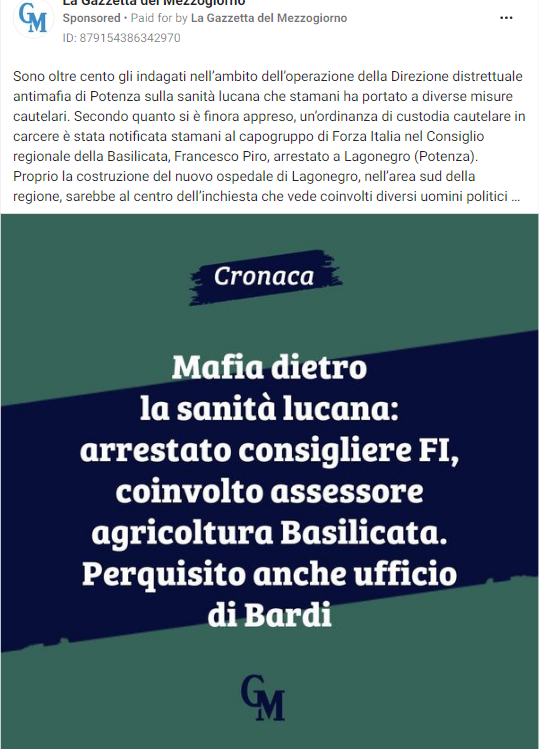 La Gazzetta del Mezzogiorno
Sponsored • Paid for by La Gazzetta del Mezzogiorno
ID: 879154386342970
Sono oltre cento gli indagati nell'ambito dell'operazione della Direzione distrettuale
antimafia di Potenza sulla sanità lucana che stamani ha portato a diverse misure
cautelari. Secondo quanto si è finora appreso, un'ordinanza di custodia cautelare in
carcere è stata notificata stamani al capogruppo di Forza Italia nel Consiglio
regionale della Basilicata, Francesco Piro, arrestato a Lagonegro (Potenza).
Proprio la costruzione del nuovo ospedale di Lagonegro, nell'area sud della
regione, sarebbe al centro dell'inchiesta che vede coinvolti diversi uomini politici ...
Cronaca
Mafia dietro
la sanità lucana:
arrestato consigliere FI,
coinvolto assessore
agricoltura Basilicata.
Perquisito anche ufficio
di Bardi
GM